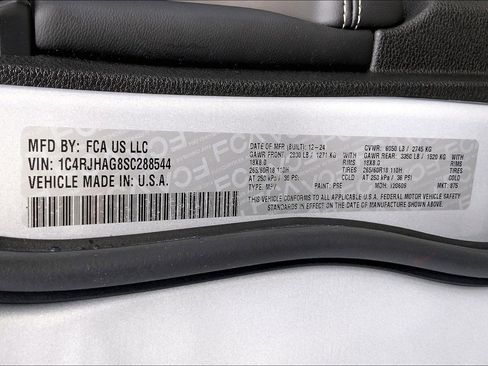 MFD BY: FCA US LLC
VIN: 1C4RJHAG8SC288544
VEHICLE MADE IN: U.S.A.
DATE OF MFR (BUILT): 12-24 GVWR: 6050 LB / 2745 KG
GAWR FRONT: 2800 LB / 1271 KG GAWR REAR: 3350 LB / 1520 KG
18X8.0 RIMS 18X8.0 RIMS
265/60R18 110H TIRES 265/60R18 110H TIRES
AT 250 kPa / 36 PSI AT 250 kPa / 36 PSI COLD
TYPE: MPV PAINT: PSE MDH: 120609 MKT: 875
THIS VEHICLE CONFORMS TO ALL APPLICABLE U.S.A. FEDERAL MOTOR VEHICLE SAFETY
STANDARDS IN EFFECT ON THE DATE OF MANUFACTURE SHOWN ABOVE